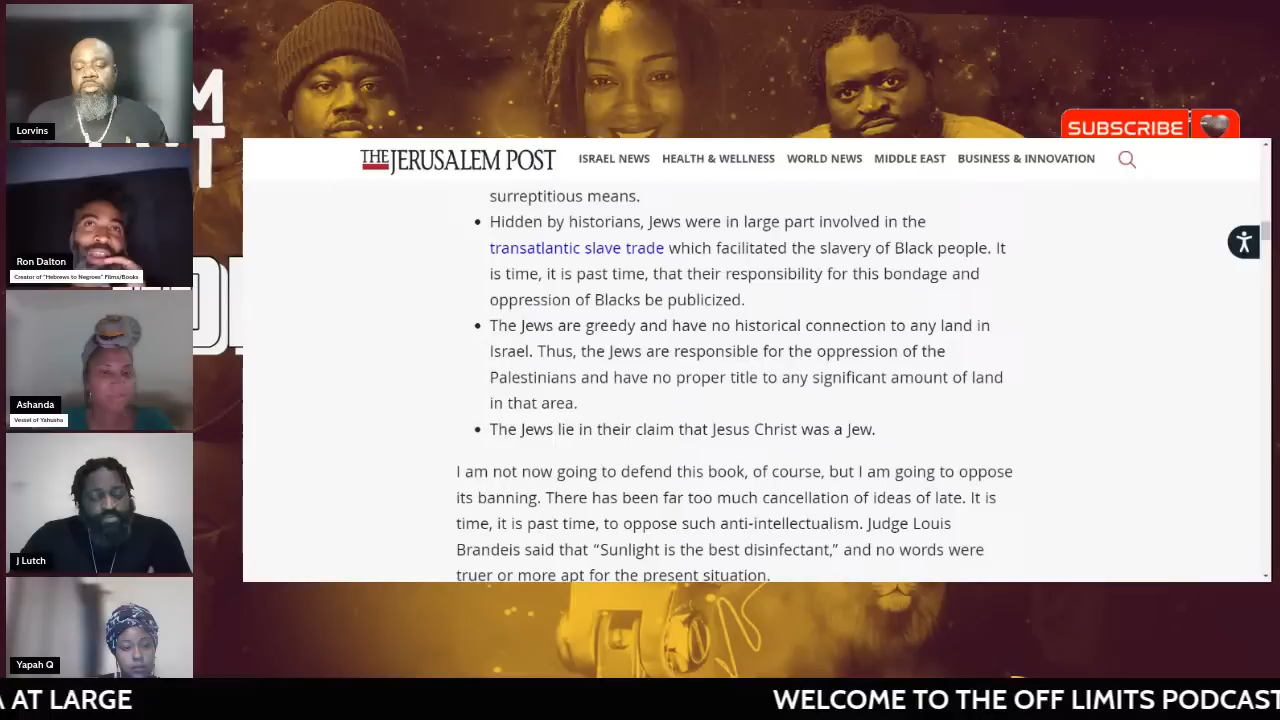 Lorvins
Ron Dalton
Creator of "Hebrews to Negroes" Films/Books
Ashanda
Vessel of Yahusha
J Lutch
Yapah Q
SUBSCRIBE
THE JERUSALEM POST
ISRAEL NEWS
HEALTH & WELLNESS
WORLD NEWS
MIDDLE EAST
BUSINESS & INNOVATION
surreptitious means.
• Hidden by historians, Jews were in large part involved in the
transatlantic slave trade which facilitated the slavery of Black people. It
is time, it is past time, that their responsibility for this bondage and
oppression of Blacks be publicized.
• The Jews are greedy and have no historical connection to any land in
Israel. Thus, the Jews are responsible for the oppression of the
Palestinians and have no proper title to any significant amount of land
in that area.
• The Jews lie in their claim that Jesus Christ was a Jew.
I am not now going to defend this book, of course, but I am going to oppose
its banning. There has been far too much cancellation of ideas of late. It is
time, it is past time, to oppose such anti-intellectualism. Judge Louis
Brandeis said that “Sunlight is the best disinfectant,” and no words were
truer or more apt for the present situation.
A AT LARGE
WELCOME TO THE OFF LIMITS PODCAST